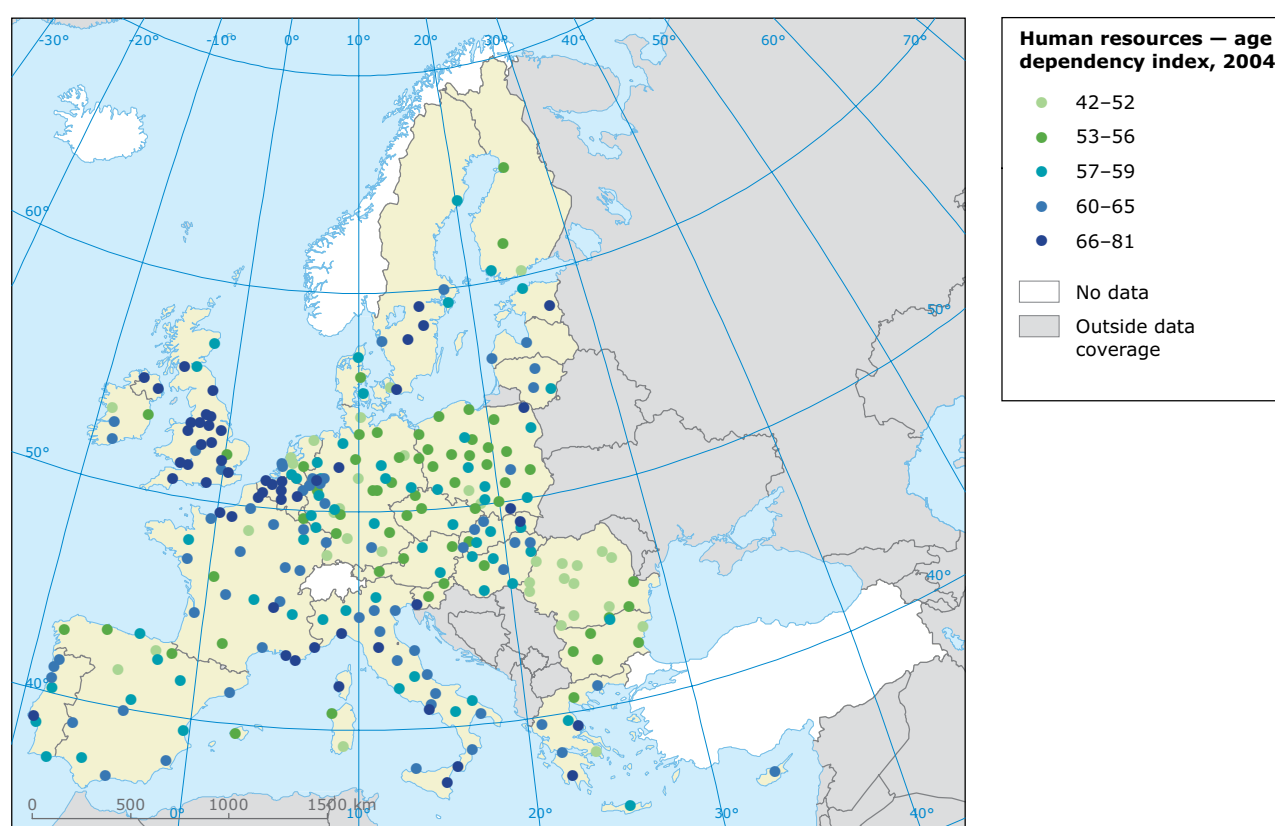 -30° -20° -10° 0° 10° 20° 30° 40° 50° 60° 70°
60°
50°
50°
40°
40°
0 500 1000 1500 km
0° 10° 20° 30° 40°
Human resources — age
dependency index, 2004
42–52
53–56
57–59
60–65
66–81
No data
Outside data
coverage